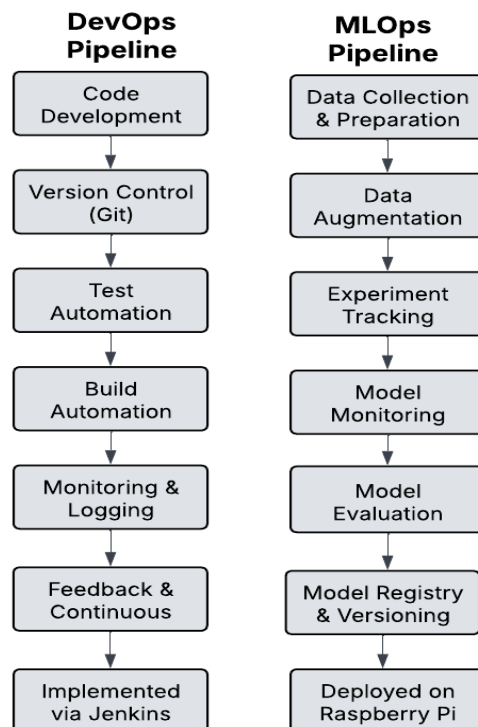 DevOps
Pipeline
Code
Development
Version Control
(Git)
Test
Automation
Build
Automation
Monitoring &
Logging
Feedback &
Continuous
Implemented
via Jenkins
MLOps
Pipeline
Data Collection
& Preparation
Data
Augmentation
Experiment
Tracking
Model
Monitoring
Model
Evaluation
Model Registry
& Versioning
Deployed on
Raspberry Pi